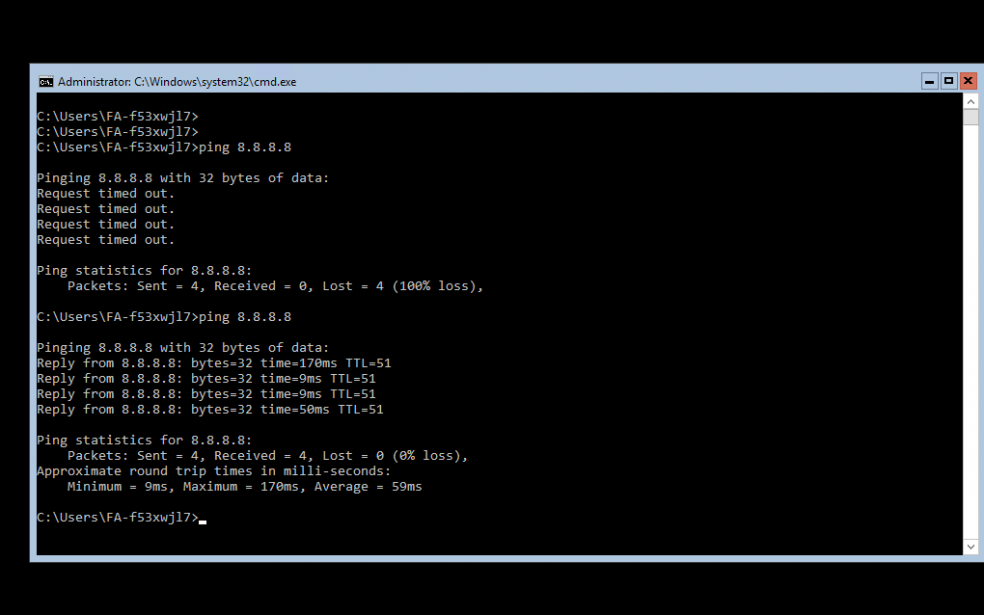 Administrator: C:\Windows\system32\cmd.exe
C:\Users\FA-f53xwjl7>
C:\Users\FA-f53xwjl7>
C:\Users\FA-f53xwjl7>ping 8.8.8.8
Pinging 8.8.8.8 with 32 bytes of data:
Request timed out.
Request timed out.
Request timed out.
Request timed out.
Ping statistics for 8.8.8.8:
Packets: Sent = 4, Received = 0, Lost = 4 (100% loss),
C:\Users\FA-f53xwjl7>ping 8.8.8.8
Pinging 8.8.8.8 with 32 bytes of data:
Reply from 8.8.8.8: bytes=32 time=170ms TTL=51
Reply from 8.8.8.8: bytes=32 time=9ms TTL=51
Reply from 8.8.8.8: bytes=32 time=9ms TTL=51
Reply from 8.8.8.8: bytes=32 time=50ms TTL=51
Ping statistics for 8.8.8.8:
Packets: Sent = 4, Received = 4, Lost = 0 (0% loss),
Approximate round trip times in milli-seconds:
Minimum = 9ms, Maximum = 170ms, Average = 59ms
C:\Users\FA-f53xwjl7>